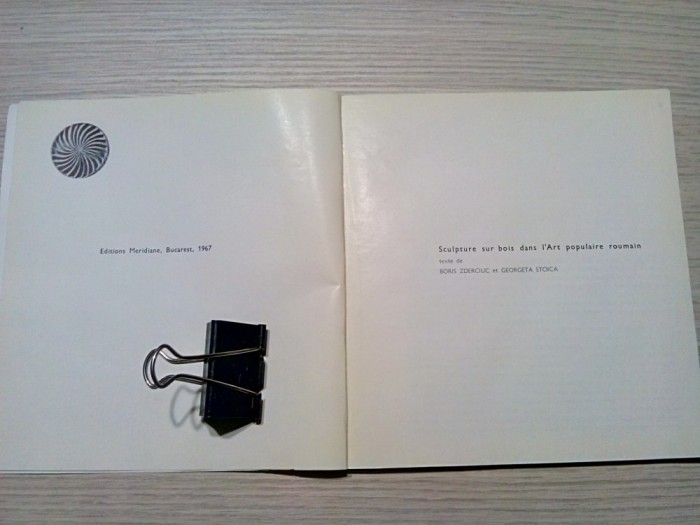 Editions Meridiane, Bucarest, 1967
Sculpture sur bois dans l'Art populaire roumain
texte de
BORIS ZDERCIUC et GEORGETA STOICA